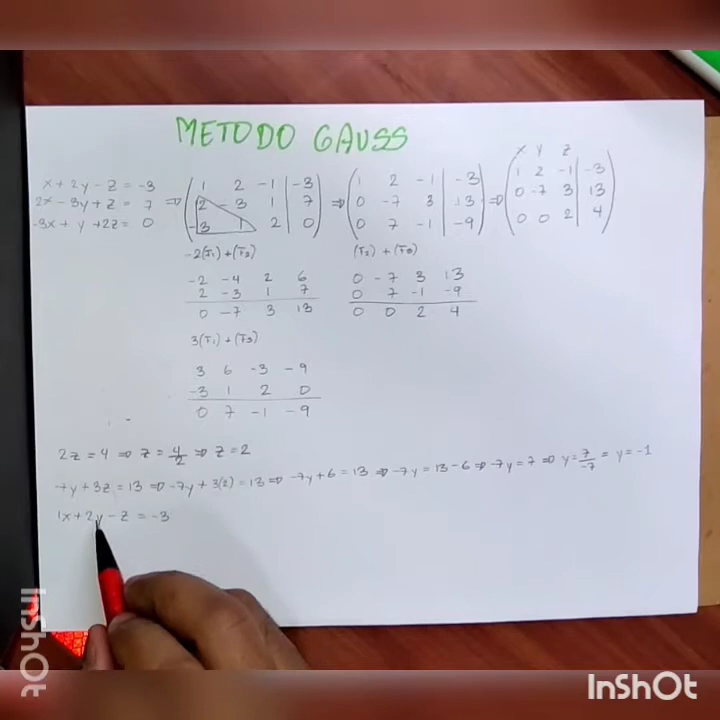 METODO GAUSS
x + 2y - z = -3
2x - 3y + z = 7
-3x + y + 2z = 0
⇒ ( 1 2 -1 | -3
2 -3 1 | 7
-3 1 2 | 0 )
⇒ ( 1 2 -1 | -3
0 -7 3 | 13
0 7 -1 | -9 )
⇒ ( x y z
1 2 -1 | -3
0 -7 3 | 13
0 0 2 | 4 )
-2(F1) + (F2)
-2 -4 2 6
2 -3 1 7
0 -7 3 13
3(F1) + (F3)
3 6 -3 -9
-3 1 2 0
0 7 -1 -9
(F2) + (F3)
0 -7 3 13
0 7 -1 -9
0 0 2 4
2z = 4 ⇒ z = 4/2 ⇒ z = 2
-7y + 3z = 13 ⇒ -7y + 3(2) = 13 ⇒ -7y + 6 = 13 ⇒ -7y = 13 - 6 ⇒ -7y = 7 ⇒ y = 7/-7 = y = -1
1x + 2y - z = -3
InShOt
InShOt